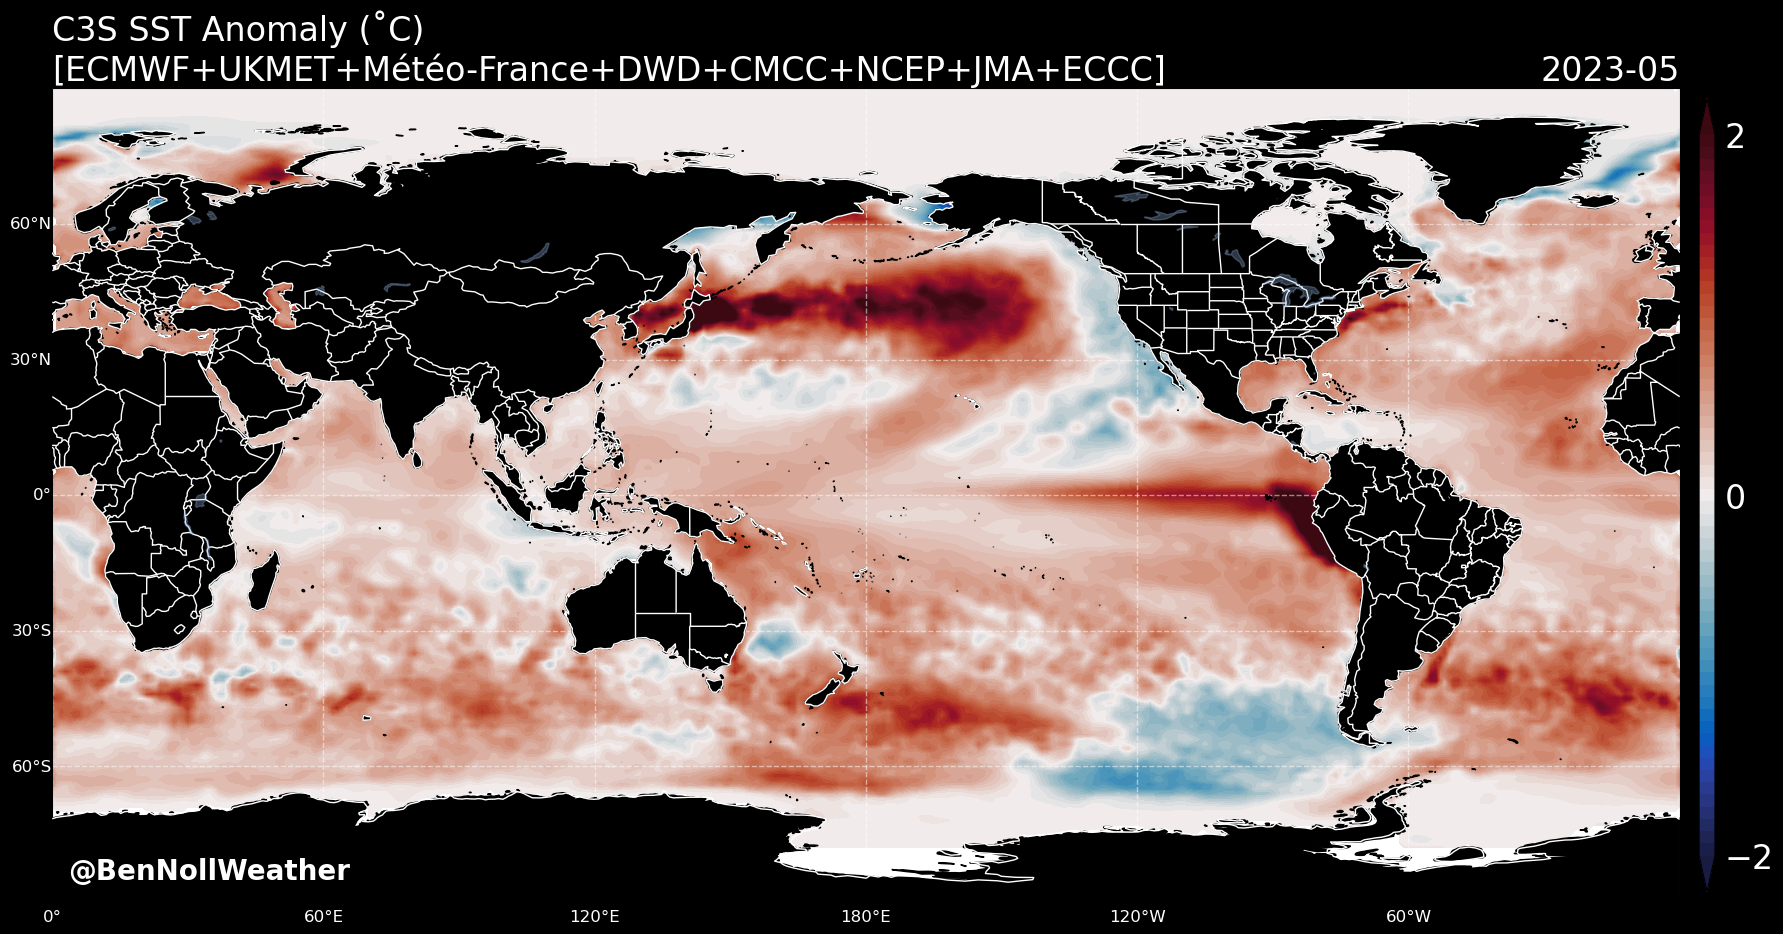 C3S SST Anomaly (˚C)
[ECMWF+UKMET+Météo-France+DWD+CMCC+NCEP+JMA+ECCC]
2023-05
2
60°N
30°N
0°
0
30°S
60°S
−2
@BenNollWeather
0°
60°E
120°E
180°E
120°W
60°W